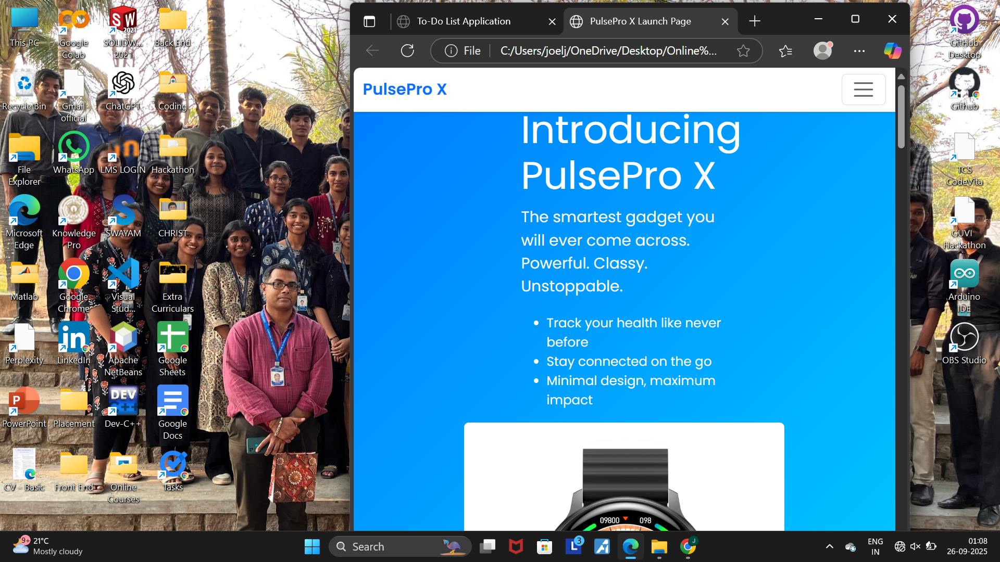 This PC
Google
Colab
SW
2021
SOLIDW...
2021
Back End
Recycle Bin
Gmail
official
ChatGPT
Coding
File
Explorer
WhatsApp
LMS LOGIN
Hackathon
Microsoft
Edge
Knowledge
Pro
SWAYAM
CHRIST
Matlab
Google
Chrome
Visual
Stud...
Extra
Curriculars
Perplexity
in
LinkedIn
Apache
NetBeans
Google
Sheets
P
PowerPoint
Placement
DEV
C++
Dev-C++
Google
Docs
CV - Basic
Front End
Online
Courses
Tasks
To-Do List Application
PulsePro X Launch Page
File
C:/Users/joelj/OneDrive/Desktop/Online%...
PulsePro X
Introducing
PulsePro X
The smartest gadget you
will ever come across.
Powerful. Classy.
Unstoppable.
• Track your health like never
before
• Stay connected on the go
• Minimal design, maximum
impact
09800 098
GitHub
Desktop
Github
TCS
CodeVita
GUVI
Hackathon
Arduino
IDE
OBS Studio
9+
21°C
Mostly cloudy
Search
L
3
J
ENG
IN
01:08
26-09-2025